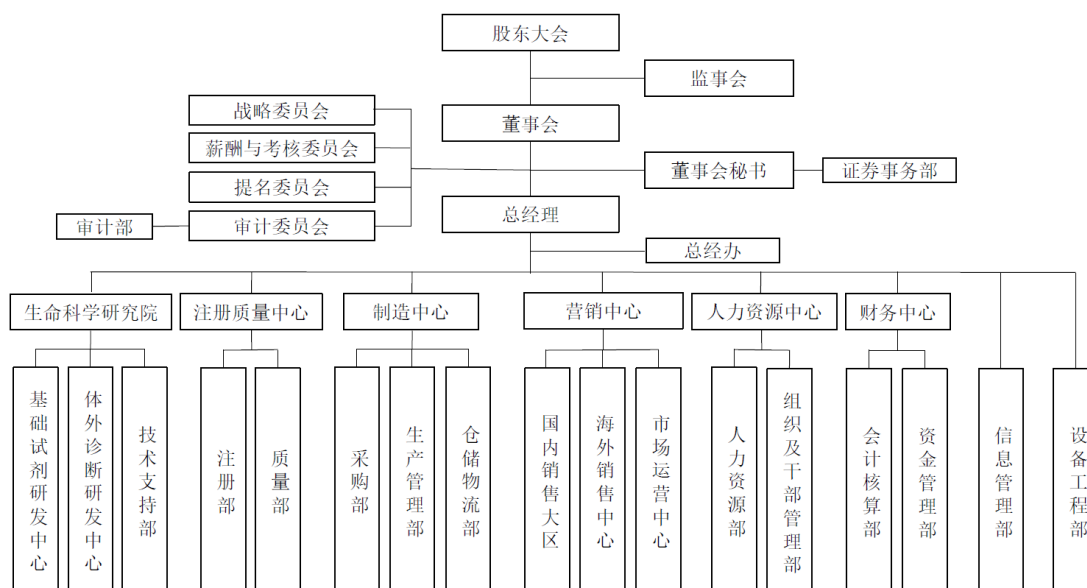 股东大会
监事会
战略委员会
董事会
薪酬与考核委员会
董事会秘书
证券事务部
提名委员会
总经理
审计部
审计委员会
总经办
生命科学研究院
注册质量中心
制造中心
营销中心
人力资源中心
财务中心
基础试剂研发中心
体外诊断研发中心
技术支持部
注册部
质量部
采购部
生产管理部
仓储物流部
国内销售大区
海外销售中心
市场运营中心
人力资源部
组织及干部管理部
会计核算部
资金管理部
信息管理部
设备工程部